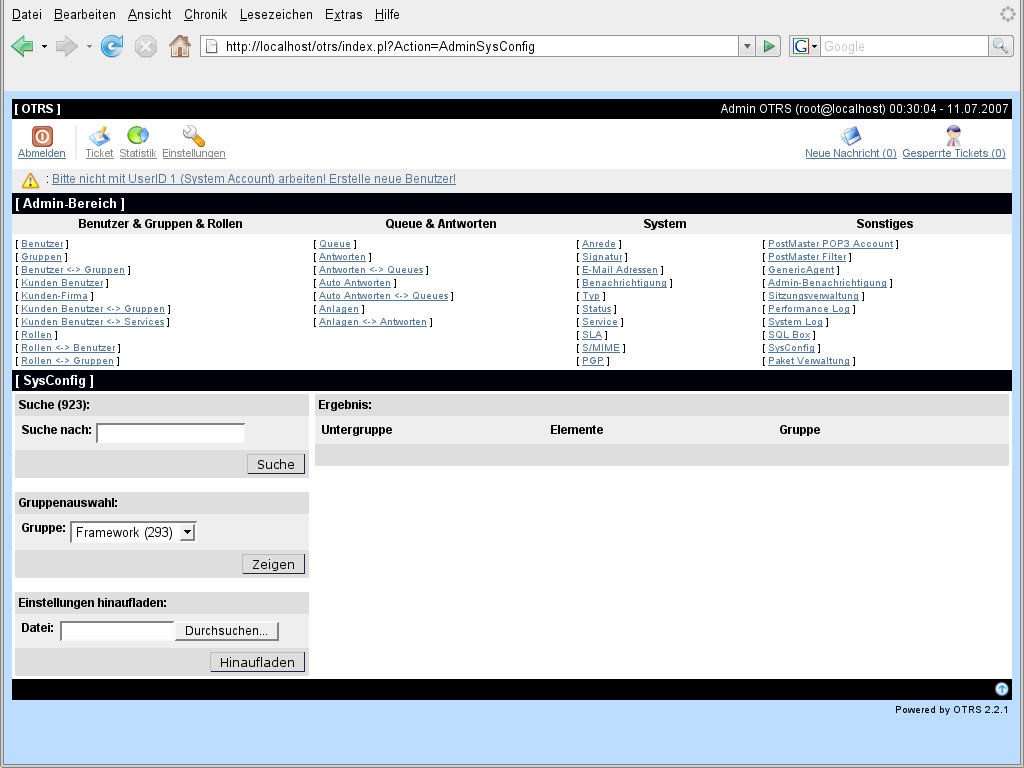 Datei Bearbeiten Ansicht Chronik Lesezeichen Extras Hilfe
http://localhost/otrs/index.pl?Action=AdminSysConfig
G Google
[ OTRS ] Admin OTRS (root@localhost) 00:30:04 - 11.07.2007
Abmelden Ticket Statistik Einstellungen Neue Nachricht (0) Gesperrte Tickets (0)
: Bitte nicht mit UserID 1 (System Account) arbeiten! Erstelle neue Benutzer!
[ Admin-Bereich ]
Benutzer & Gruppen & Rollen Queue & Antworten System Sonstiges
[ Benutzer ] [ Queue ] [ Anrede ] [ PostMaster POP3 Account ]
[ Gruppen ] [ Antworten ] [ Signatur ] [ PostMaster Filter ]
[ Benutzer <-> Gruppen ] [ Antworten <-> Queues ] [ E-Mail Adressen ] [ GenericAgent ]
[ Kunden Benutzer ] [ Auto Antworten ] [ Benachrichtigung ] [ Admin-Benachrichtigung ]
[ Kunden-Firma ] [ Auto Antworten <-> Queues ] [ Typ ] [ Sitzungsverwaltung ]
[ Kunden Benutzer <-> Gruppen ] [ Anlagen ] [ Status ] [ Performance Log ]
[ Kunden Benutzer <-> Services ] [ Anlagen <-> Antworten ] [ Service ] [ System Log ]
[ Rollen ] [ SLA ] [ SQL Box ]
[ Rollen <-> Benutzer ] [ S/MIME ] [ SysConfig ]
[ Rollen <-> Gruppen ] [ PGP ] [ Paket Verwaltung ]
[ SysConfig ]
Suche (923): Ergebnis:
Suche nach: Untergruppe Elemente Gruppe
Suche
Gruppenauswahl:
Gruppe: Framework (293)
Zeigen
Einstellungen hinaufladen:
Datei: Durchsuchen...
Hinaufladen
Powered by OTRS 2.2.1